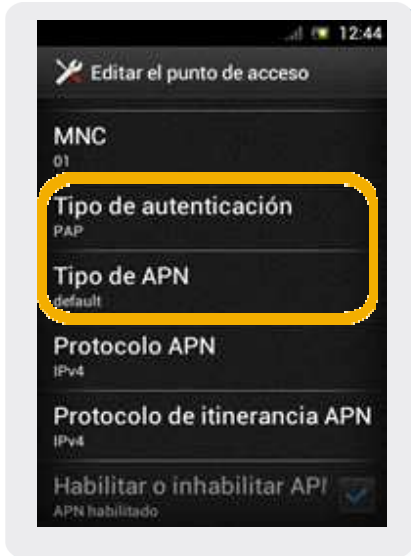 12:44
Editar el punto de acceso
MNC
01
Tipo de autenticación
PAP
Tipo de APN
default
Protocolo APN
IPv4
Protocolo de itinerancia APN
IPv4
Habilitar o inhabilitar API
APN habilitado